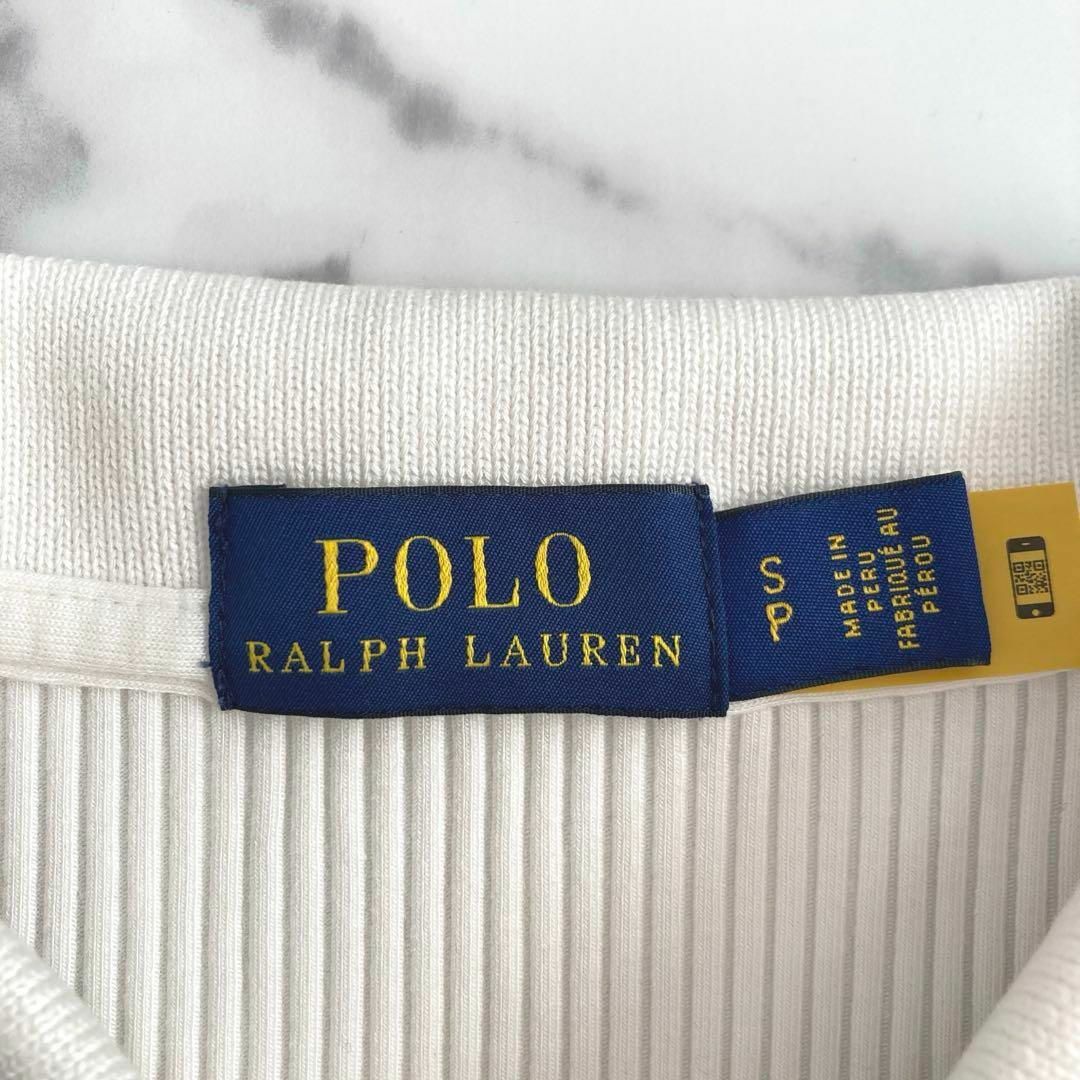 POLO
RALPH LAUREN
S
P
MADE IN
PERU
FABRIQUÉ AU
PÉROU